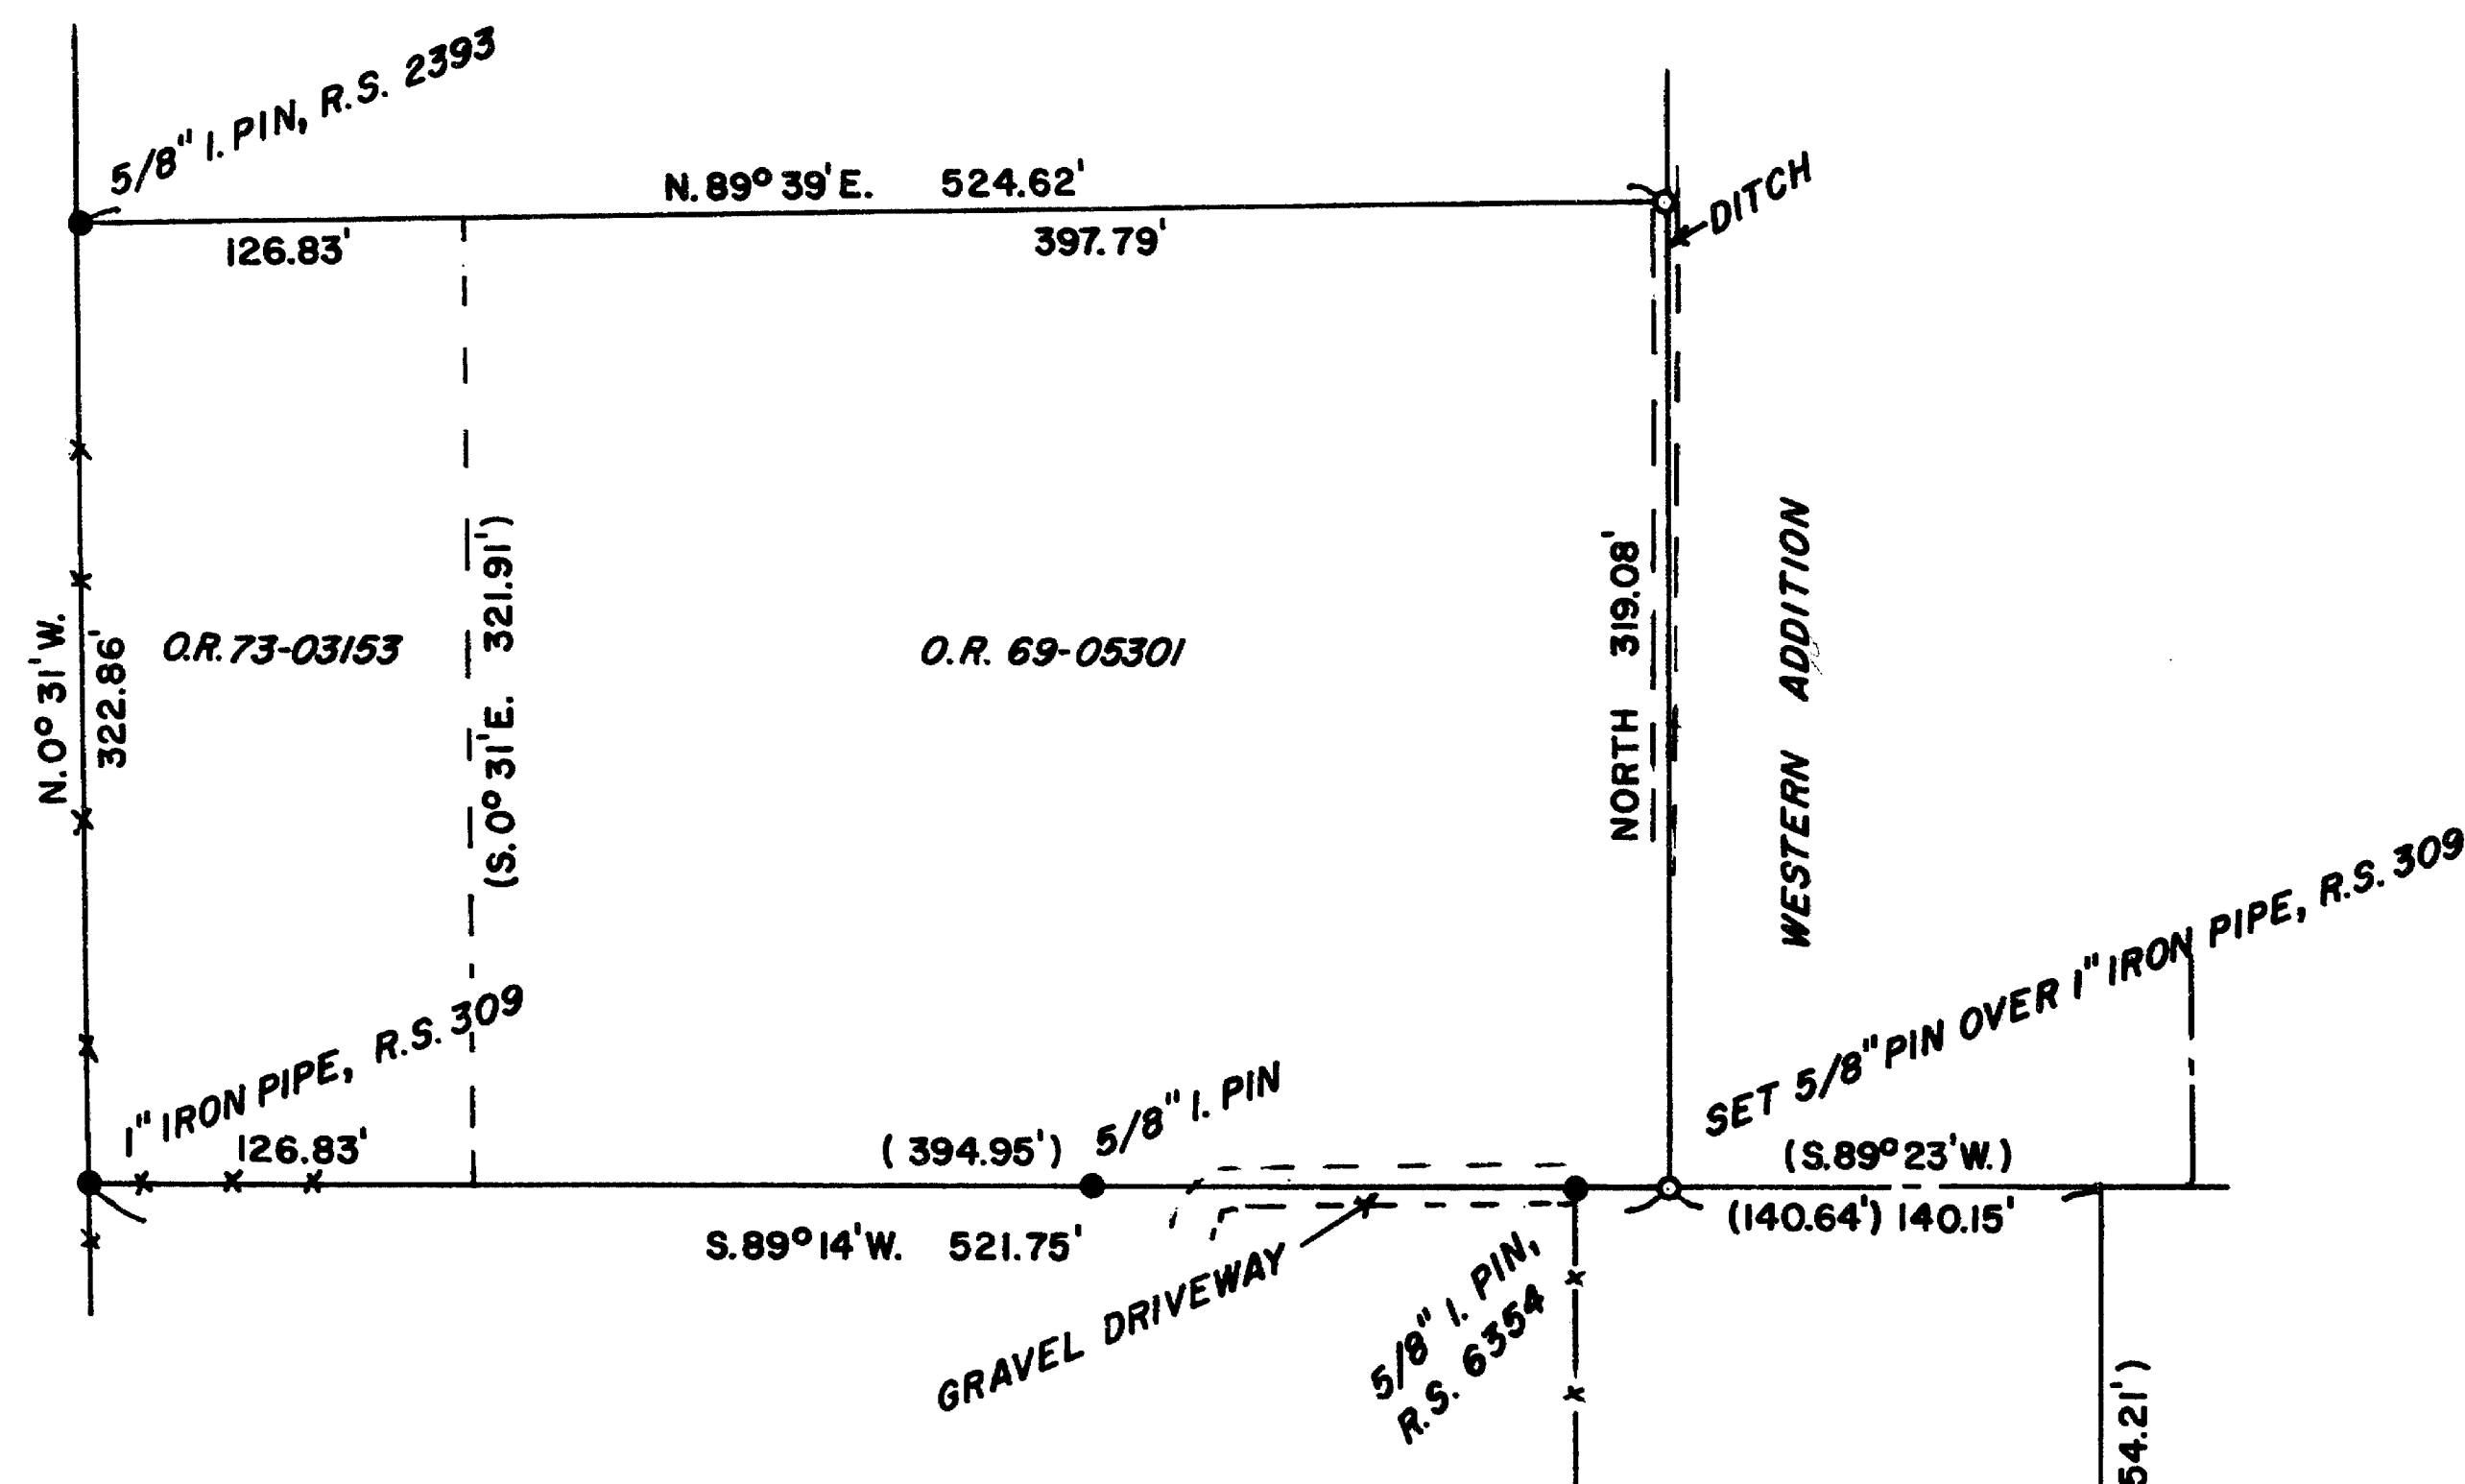 5/8" I. PIN, R.S. 2393
N. 89° 39' E. 524.62'
DITCH
126.83'
397.79'
N. 0° 31' W.
322.86'
O.R. 73-03153
(S. 0° 31' E. 321.91')
O.R. 69-05301
NORTH 319.08'
WESTERN ADDITION
SET 5/8" PIN OVER 1" IRON PIPE, R.S. 309
1" IRON PIPE, R.S. 309
126.83'
( 394.95')
5/8" I. PIN
(S. 89° 23' W.)
(140.64') 140.15'
S. 89° 14' W. 521.75'
GRAVEL DRIVEWAY
5/8" I. PIN,
R.S. 6354
54.21')